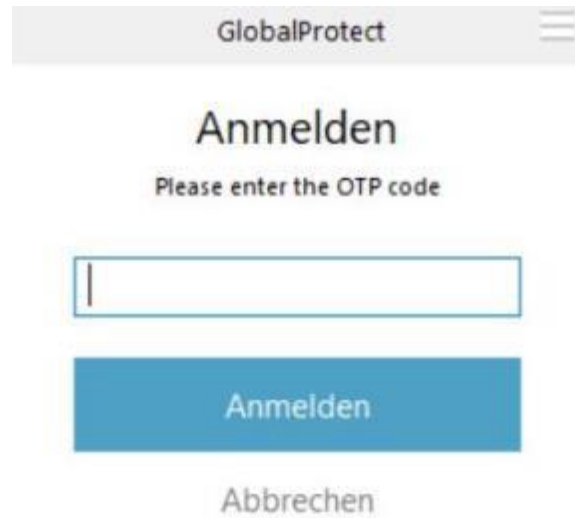 GlobalProtect
Anmelden
Please enter the OTP code
Anmelden
Abbrechen